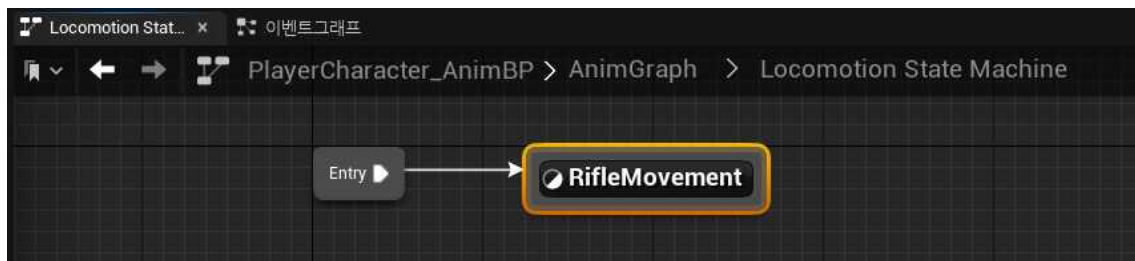 Locomotion Stat... × 이벤트그래프
PlayerCharacter_AnimBP > AnimGraph > Locomotion State Machine
Entry RifleMovement